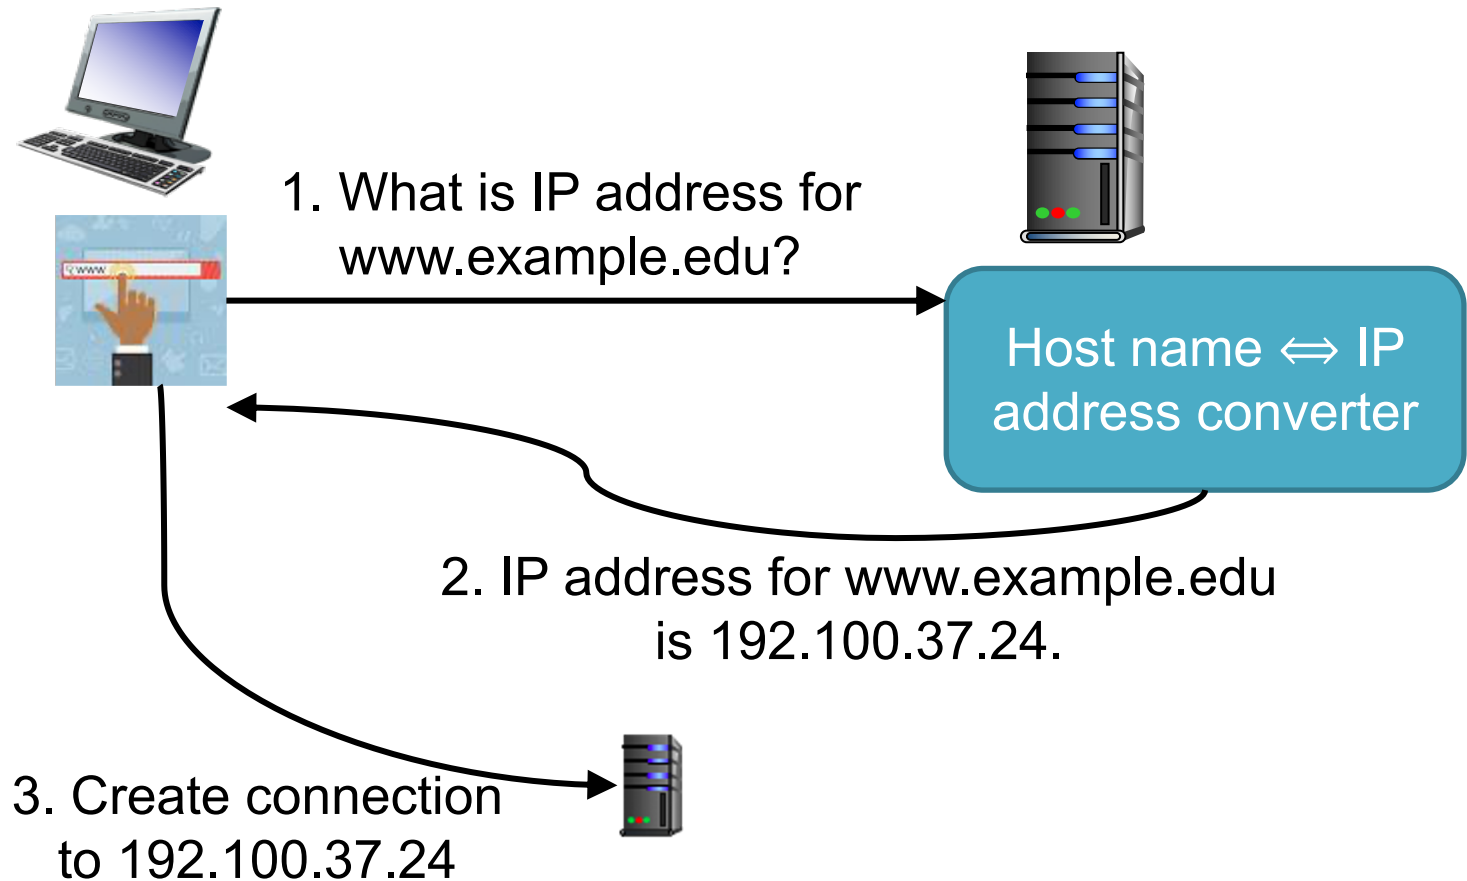 1. What is IP address for
www.example.edu?
www
Host name ⟺ IP
address converter
2. IP address for www.example.edu
is 192.100.37.24.
3. Create connection
to 192.100.37.24